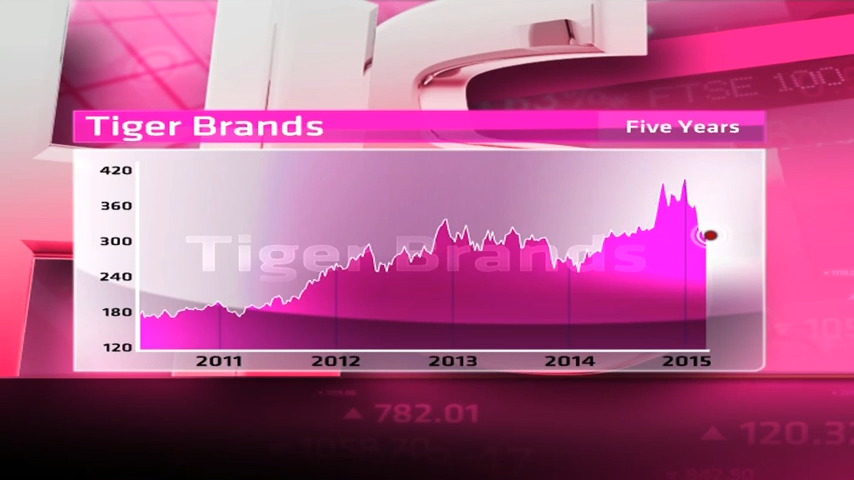 FTSE 100
Tiger Brands
Five Years
420
360
300
240
180
120
Tiger Brands
2011 2012 2013 2014 2015
▲ 782.01
▲ 120.3